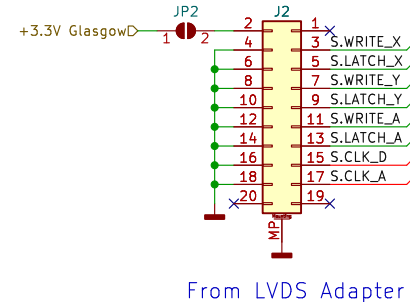 JP2 J2
+3.3V Glasgow 1 2 2 1
4 3 S.WRITE_X
6 5 S.LATCH_X
8 7 S.WRITE_Y
10 9 S.LATCH_Y
12 11 S.WRITE_A
14 13 S.LATCH_A
16 15 S.CLK_D
18 17 S.CLK_A
20 19
MP
From LVDS Adapter